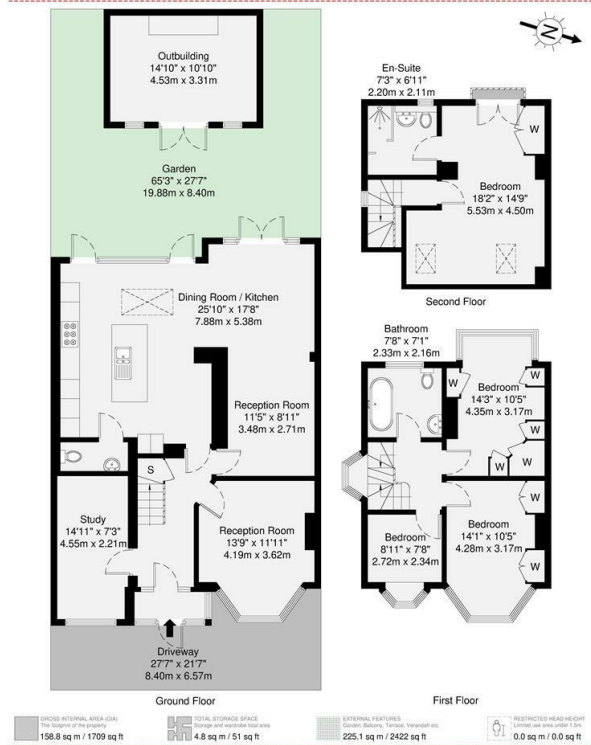 N
Outbuilding
14'10" x 10'10"
4.53m x 3.31m
Garden
65'3" x 27'7"
19.88m x 8.40m
Dining Room / Kitchen
25'10" x 17'8"
7.88m x 5.38m
Reception Room
11'5" x 8'11"
3.48m x 2.71m
S
Study
14'11" x 7'3"
4.55m x 2.21m
Reception Room
13'9" x 11'11"
4.19m x 3.62m
Driveway
27'7" x 21'7"
8.40m x 6.57m
Ground Floor
En-Suite
7'3" x 6'11"
2.20m x 2.11m
W
Bedroom
18'2" x 14'9"
5.53m x 4.50m
Second Floor
Bathroom
7'8" x 7'1"
2.33m x 2.16m
W
Bedroom
14'3" x 10'5"
4.35m x 3.17m
W
W
W
W
W
Bedroom
8'11" x 7'8"
2.72m x 2.34m
Bedroom
14'1" x 10'5"
4.28m x 3.17m
W
First Floor
GROSS INTERNAL AREA (GIA)
The footprint of the property
158.8 sq m / 1709 sq ft
TOTAL STORAGE SPACE
Storage and wardrobe total area
4.8 sq m / 51 sq ft
EXTERNAL FEATURES
Garden, Balcony, Terrace, Verandah etc.
225.1 sq m / 2422 sq ft
RESTRICTED HEAD HEIGHT
Limited use area under 1.5m
0.0 sq m / 0.0 sq ft